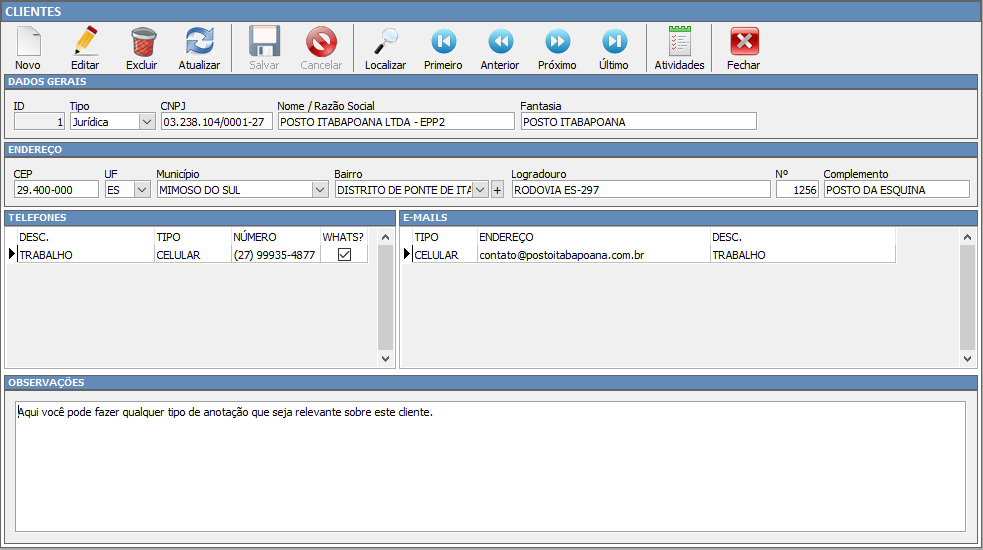 CLIENTES
Novo Editar Excluir Atualizar Salvar Cancelar Localizar Primeiro Anterior Próximo Último Atividades Fechar
DADOS GERAIS
ID Tipo CNPJ Nome / Razão Social Fantasia
1 Jurídica 03.238.104/0001-27 POSTO ITABAPOANA LTDA - EPP2 POSTO ITABAPOANA
ENDEREÇO
CEP UF Município Bairro Logradouro Nº Complemento
29.400-000 ES MIMOSO DO SUL DISTRITO DE PONTE DE ITA + RODOVIA ES-297 1256 POSTO DA ESQUINA
TELEFONES
DESC. TIPO NÚMERO WHATS?
TRABALHO CELULAR (27) 99935-4877
E-MAILS
TIPO ENDEREÇO DESC.
CELULAR contato@postoitabapoana.com.br TRABALHO
OBSERVAÇÕES
Aqui você pode fazer qualquer tipo de anotação que seja relevante sobre este cliente.